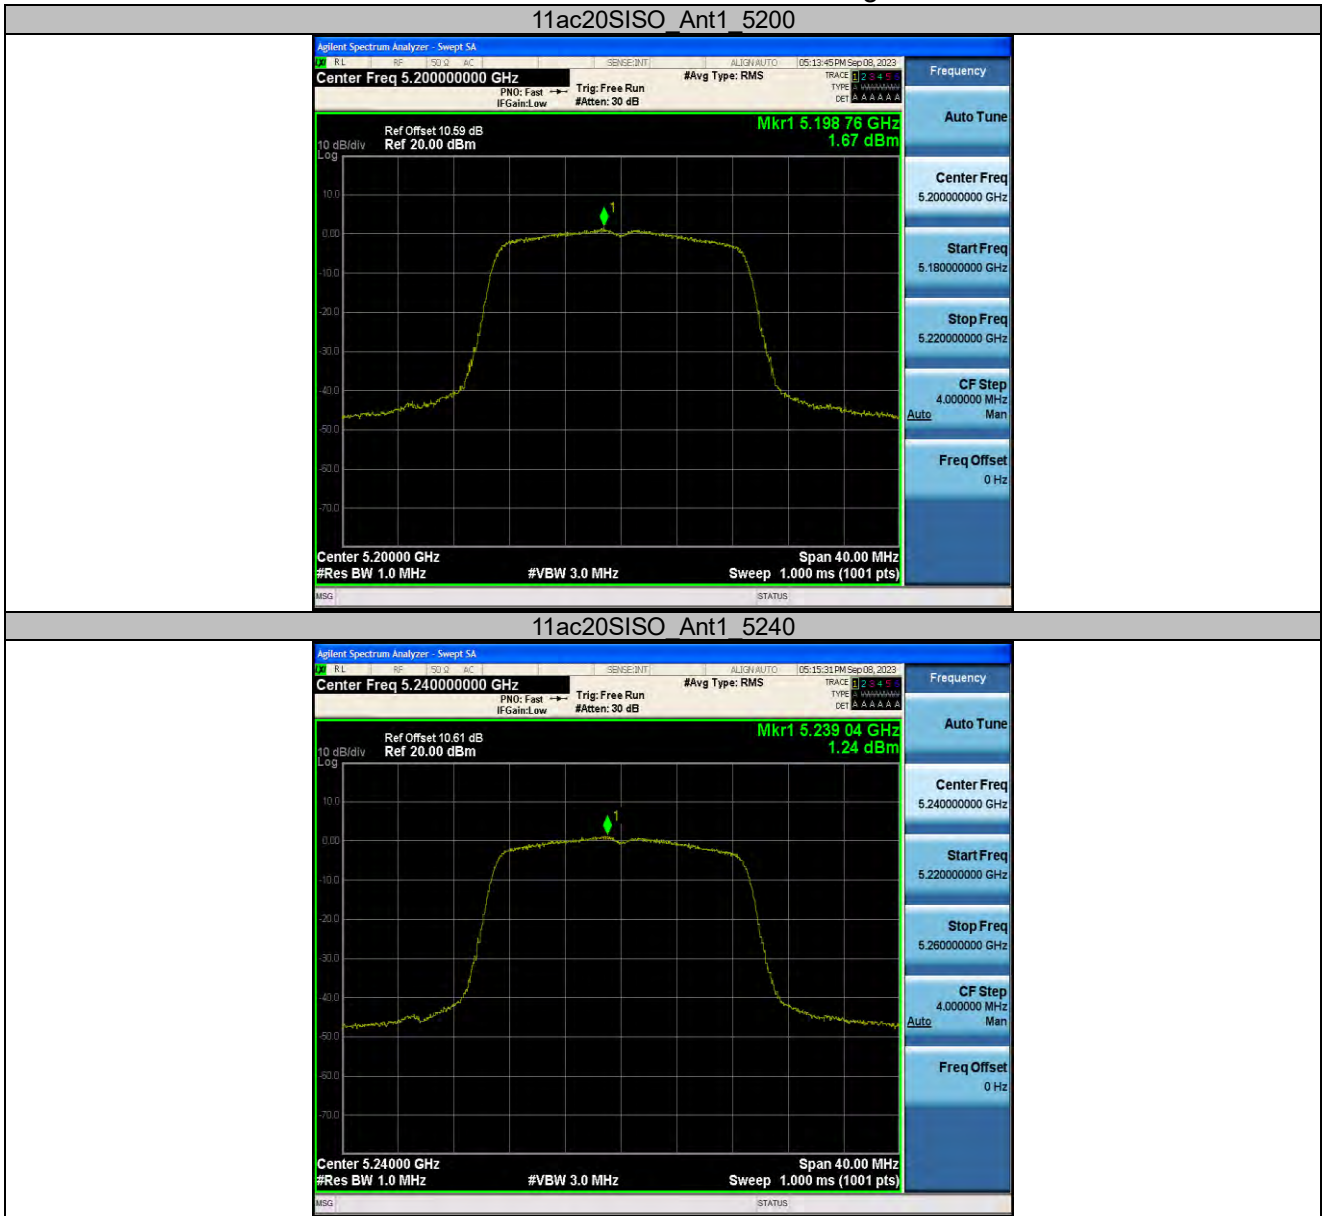 11ac20SISO_Ant1_5200
Agilent Spectrum Analyzer - Swept SA
RL RF 50 Ω AC SENSE:INT ALIGN AUTO 05:13:45 PM Sep 08, 2023
Center Freq 5.200000000 GHz #Avg Type: RMS TRACE 1 2 3 4 5 6
PNO: Fast Trig: Free Run TYPE
IFGain:Low #Atten: 30 dB DET A A A A A A
Frequency
Mkr1 5.198 76 GHz
Ref Offset 10.59 dB
10 dB/div Ref 20.00 dBm 1.67 dBm
Log
10.0
0.00
-10.0
-20.0
-30.0
-40.0
-50.0
-60.0
-70.0
1
Center 5.20000 GHz Span 40.00 MHz
#Res BW 1.0 MHz #VBW 3.0 MHz Sweep 1.000 ms (1001 pts)
MSG STATUS
Auto Tune
Center Freq
5.200000000 GHz
Start Freq
5.180000000 GHz
Stop Freq
5.220000000 GHz
CF Step
4.000000 MHz
Auto Man
Freq Offset
0 Hz
11ac20SISO_Ant1_5240
Agilent Spectrum Analyzer - Swept SA
RL RF 50 Ω AC SENSE:INT ALIGN AUTO 05:15:31 PM Sep 08, 2023
Center Freq 5.240000000 GHz #Avg Type: RMS TRACE 1 2 3 4 5 6
PNO: Fast Trig: Free Run TYPE
IFGain:Low #Atten: 30 dB DET A A A A A A
Frequency
Mkr1 5.239 04 GHz
Ref Offset 10.61 dB
10 dB/div Ref 20.00 dBm 1.24 dBm
Log
10.0
0.00
-10.0
-20.0
-30.0
-40.0
-50.0
-60.0
-70.0
1
Center 5.24000 GHz Span 40.00 MHz
#Res BW 1.0 MHz #VBW 3.0 MHz Sweep 1.000 ms (1001 pts)
MSG STATUS
Auto Tune
Center Freq
5.240000000 GHz
Start Freq
5.220000000 GHz
Stop Freq
5.260000000 GHz
CF Step
4.000000 MHz
Auto Man
Freq Offset
0 Hz